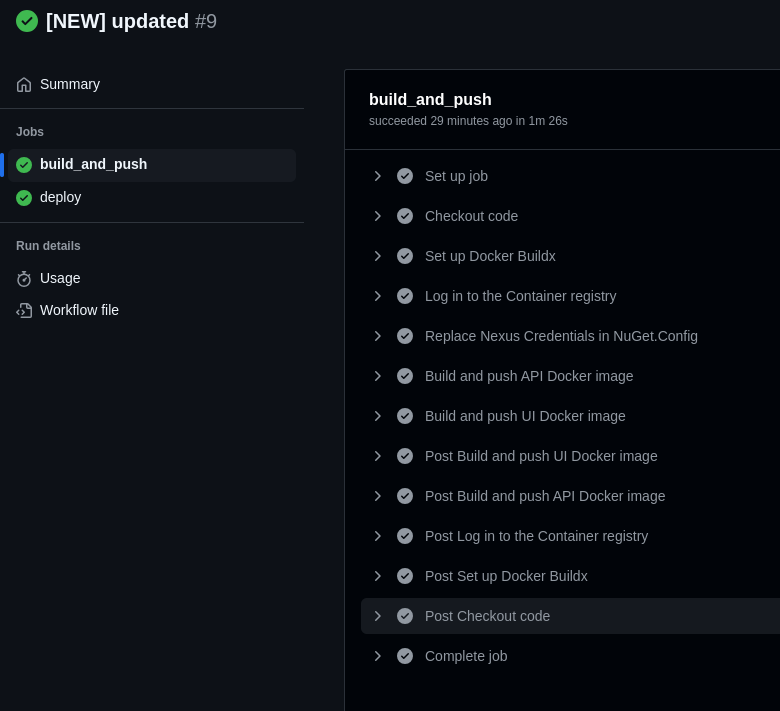 [NEW] updated #9
Summary
Jobs
build_and_push
deploy
Run details
Usage
Workflow file
build_and_push
succeeded 29 minutes ago in 1m 26s
Set up job
Checkout code
Set up Docker Buildx
Log in to the Container registry
Replace Nexus Credentials in NuGet.Config
Build and push API Docker image
Build and push UI Docker image
Post Build and push UI Docker image
Post Build and push API Docker image
Post Log in to the Container registry
Post Set up Docker Buildx
Post Checkout code
Complete job